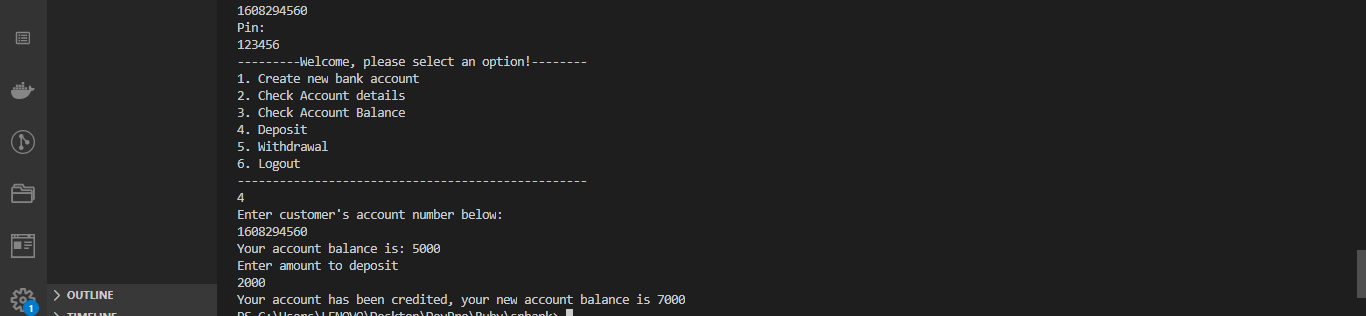 1608294560
Pin:
123456
---------Welcome, please select an option!--------
1. Create new bank account
2. Check Account details
3. Check Account Balance
4. Deposit
5. Withdrawal
6. Logout
--------------------------------------------------
4
Enter customer's account number below:
1608294560
Your account balance is: 5000
Enter amount to deposit
2000
Your account has been credited, your new account balance is 7000
PS C:\Users\LENOVO\Desktop\DevPro\Ruby\
OUTLINE
TIMELINE
1